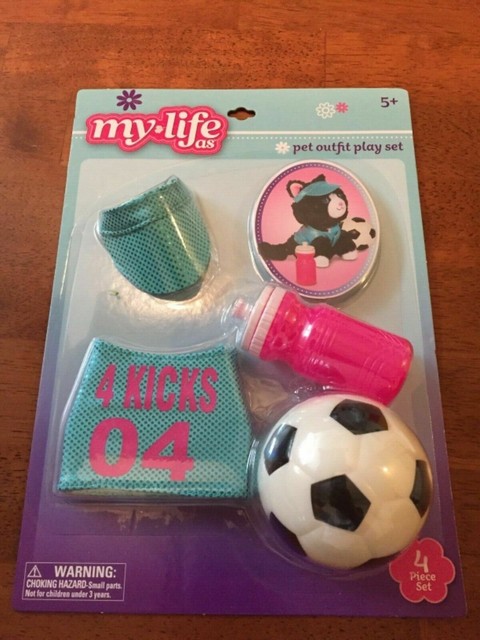 5+
my life
as
pet outfit play set
4 KICKS
04
WARNING:
CHOKING HAZARD-Small parts.
Not for children under 3 years.
4
Piece
Set